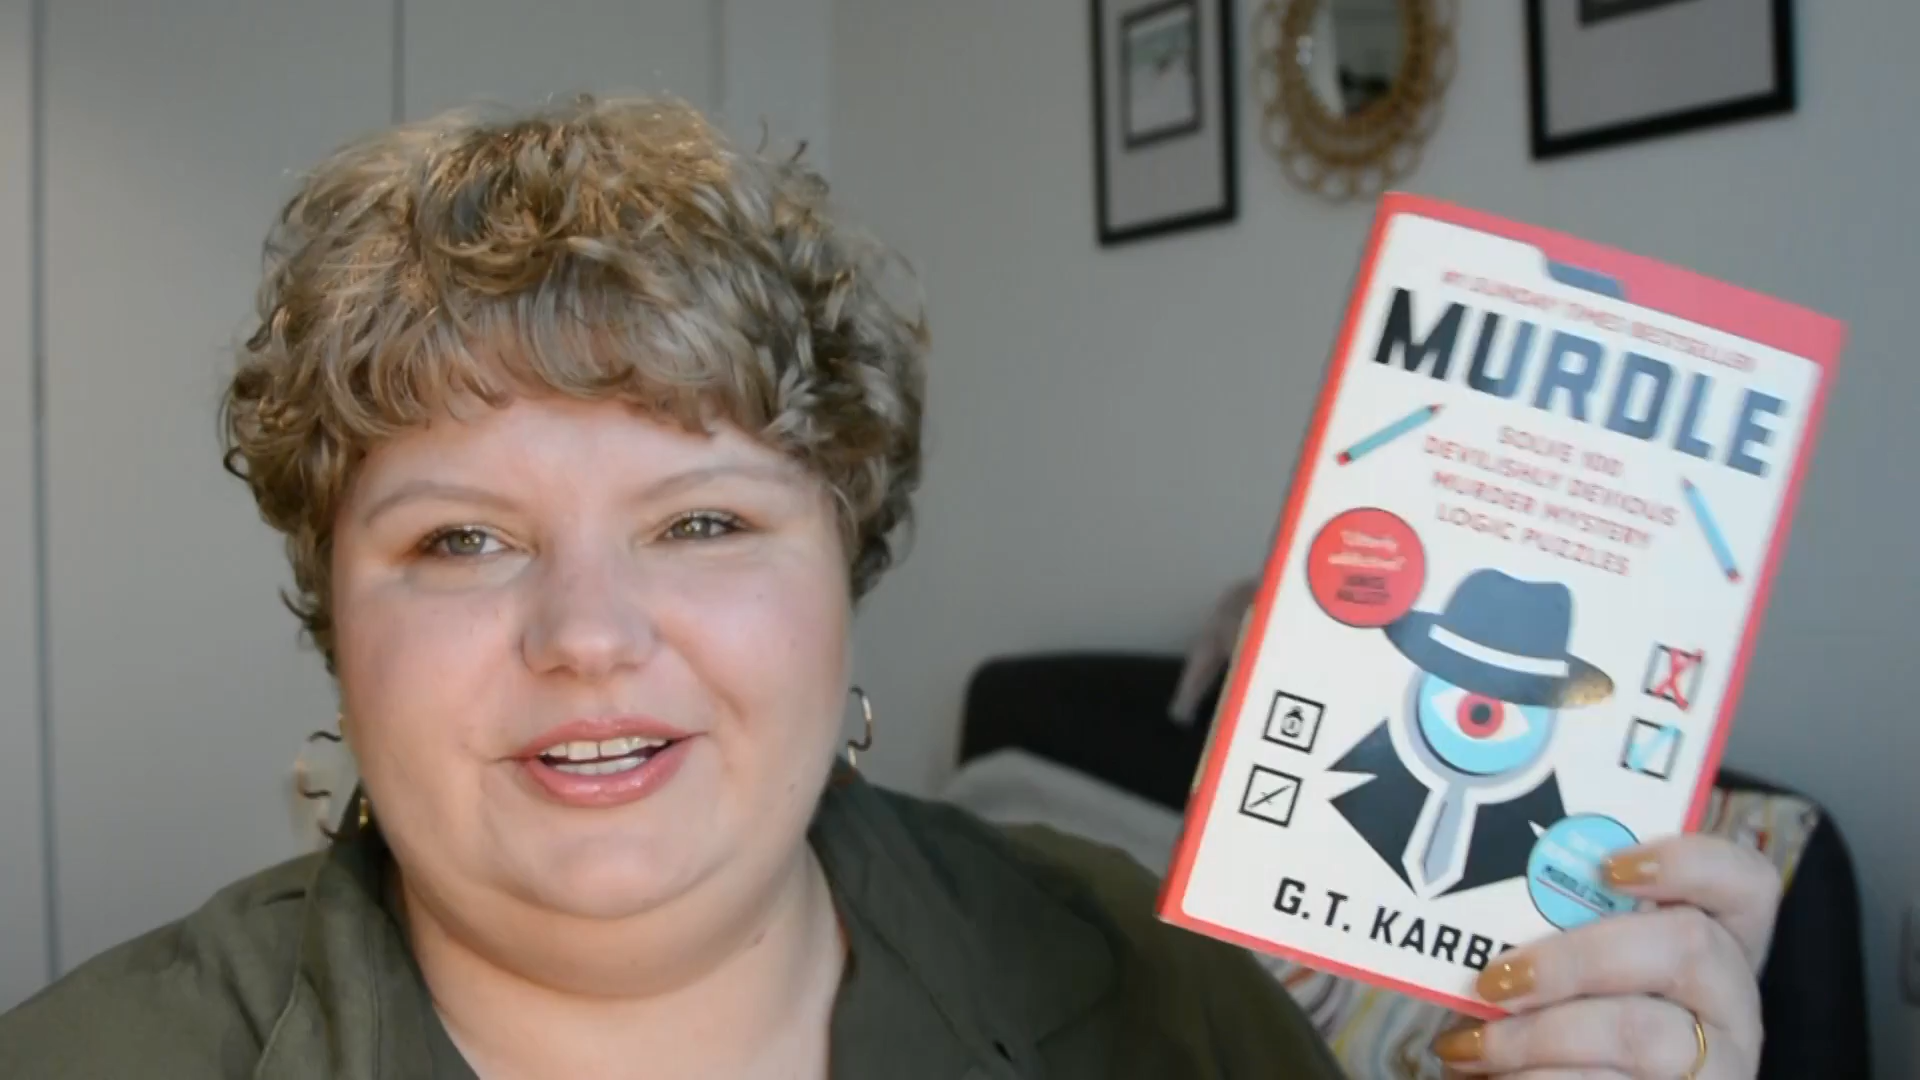 #1 SUNDAY TIMES BESTSELLER
MURDLE
SOLVE 100
DEVILISHLY DEVIOUS
MURDER MYSTERY
LOGIC PUZZLES
G.T. KARB